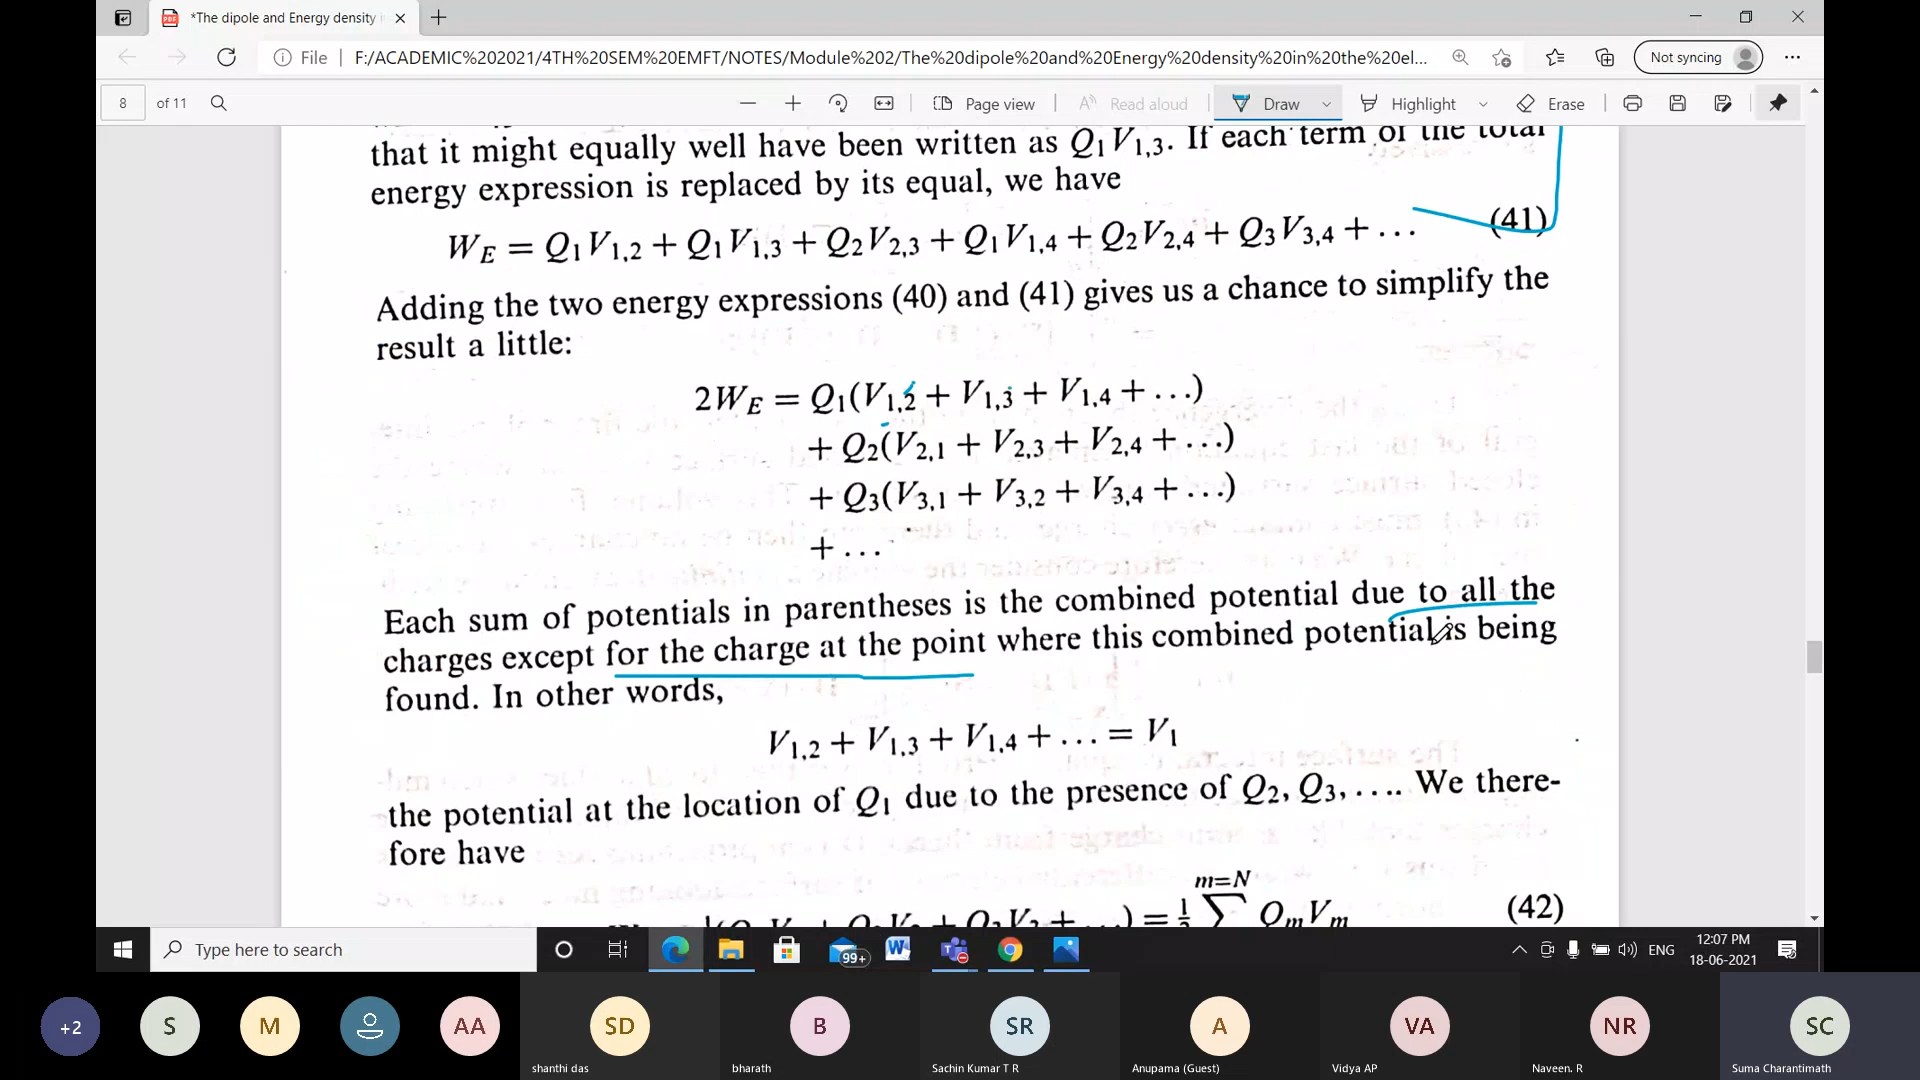 *The dipole and Energy density i
File F:/ACADEMIC%202021/4TH%20SEM%20EMFT/NOTES/Module%202/The%20dipole%20and%20Energy%20density%20in%20the%20el...
Not syncing
8 of 11
Page view
Read aloud
Draw
Highlight
Erase
that it might equally well have been written as Q₁V₁,₃. If each term of the total
energy expression is replaced by its equal, we have
W_E = Q₁V₁,₂ + Q₁V₁,₃ + Q₂V₂,₃ + Q₁V₁,₄ + Q₂V₂,₄ + Q₃V₃,₄ + ... (41)
Adding the two energy expressions (40) and (41) gives us a chance to simplify the
result a little:
2W_E = Q₁(V₁,₂ + V₁,₃ + V₁,₄ + ...)
+ Q₂(V₂,₁ + V₂,₃ + V₂,₄ + ...)
+ Q₃(V₃,₁ + V₃,₂ + V₃,₄ + ...)
+ ...
Each sum of potentials in parentheses is the combined potential due to all the
charges except for the charge at the point where this combined potential is being
found. In other words,
V₁,₂ + V₁,₃ + V₁,₄ + ... = V₁
the potential at the location of Q₁ due to the presence of Q₂, Q₃, .... We there-
fore have
m=N
) = ½ ∑ QₘVₘ (42)
Type here to search
99+
ENG
12:07 PM
18-06-2021
+2
S
M
AA
SD
B
SR
A
VA
NR
SC
shanthi das
bharath
Sachin Kumar T R
Anupama (Guest)
Vidya AP
Naveen. R
Suma Charantimath